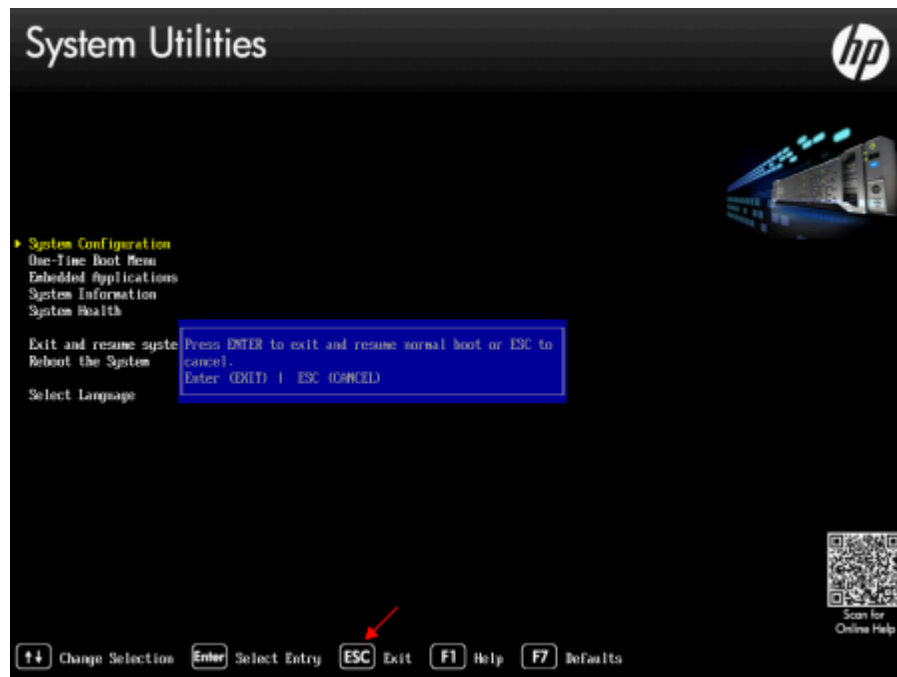 System Utilities
hp
System Configuration
One-Time Boot Menu
Embedded Applications
System Information
System Health
Exit and resume syste
Reboot the System
Select Language
Press ENTER to exit and resume normal boot or ESC to
cancel.
Enter (EXIT) | ESC (CANCEL)
Scan for
Online Help
↑↓ Change Selection Enter Select Entry ESC Exit F1 Help F7 Defaults